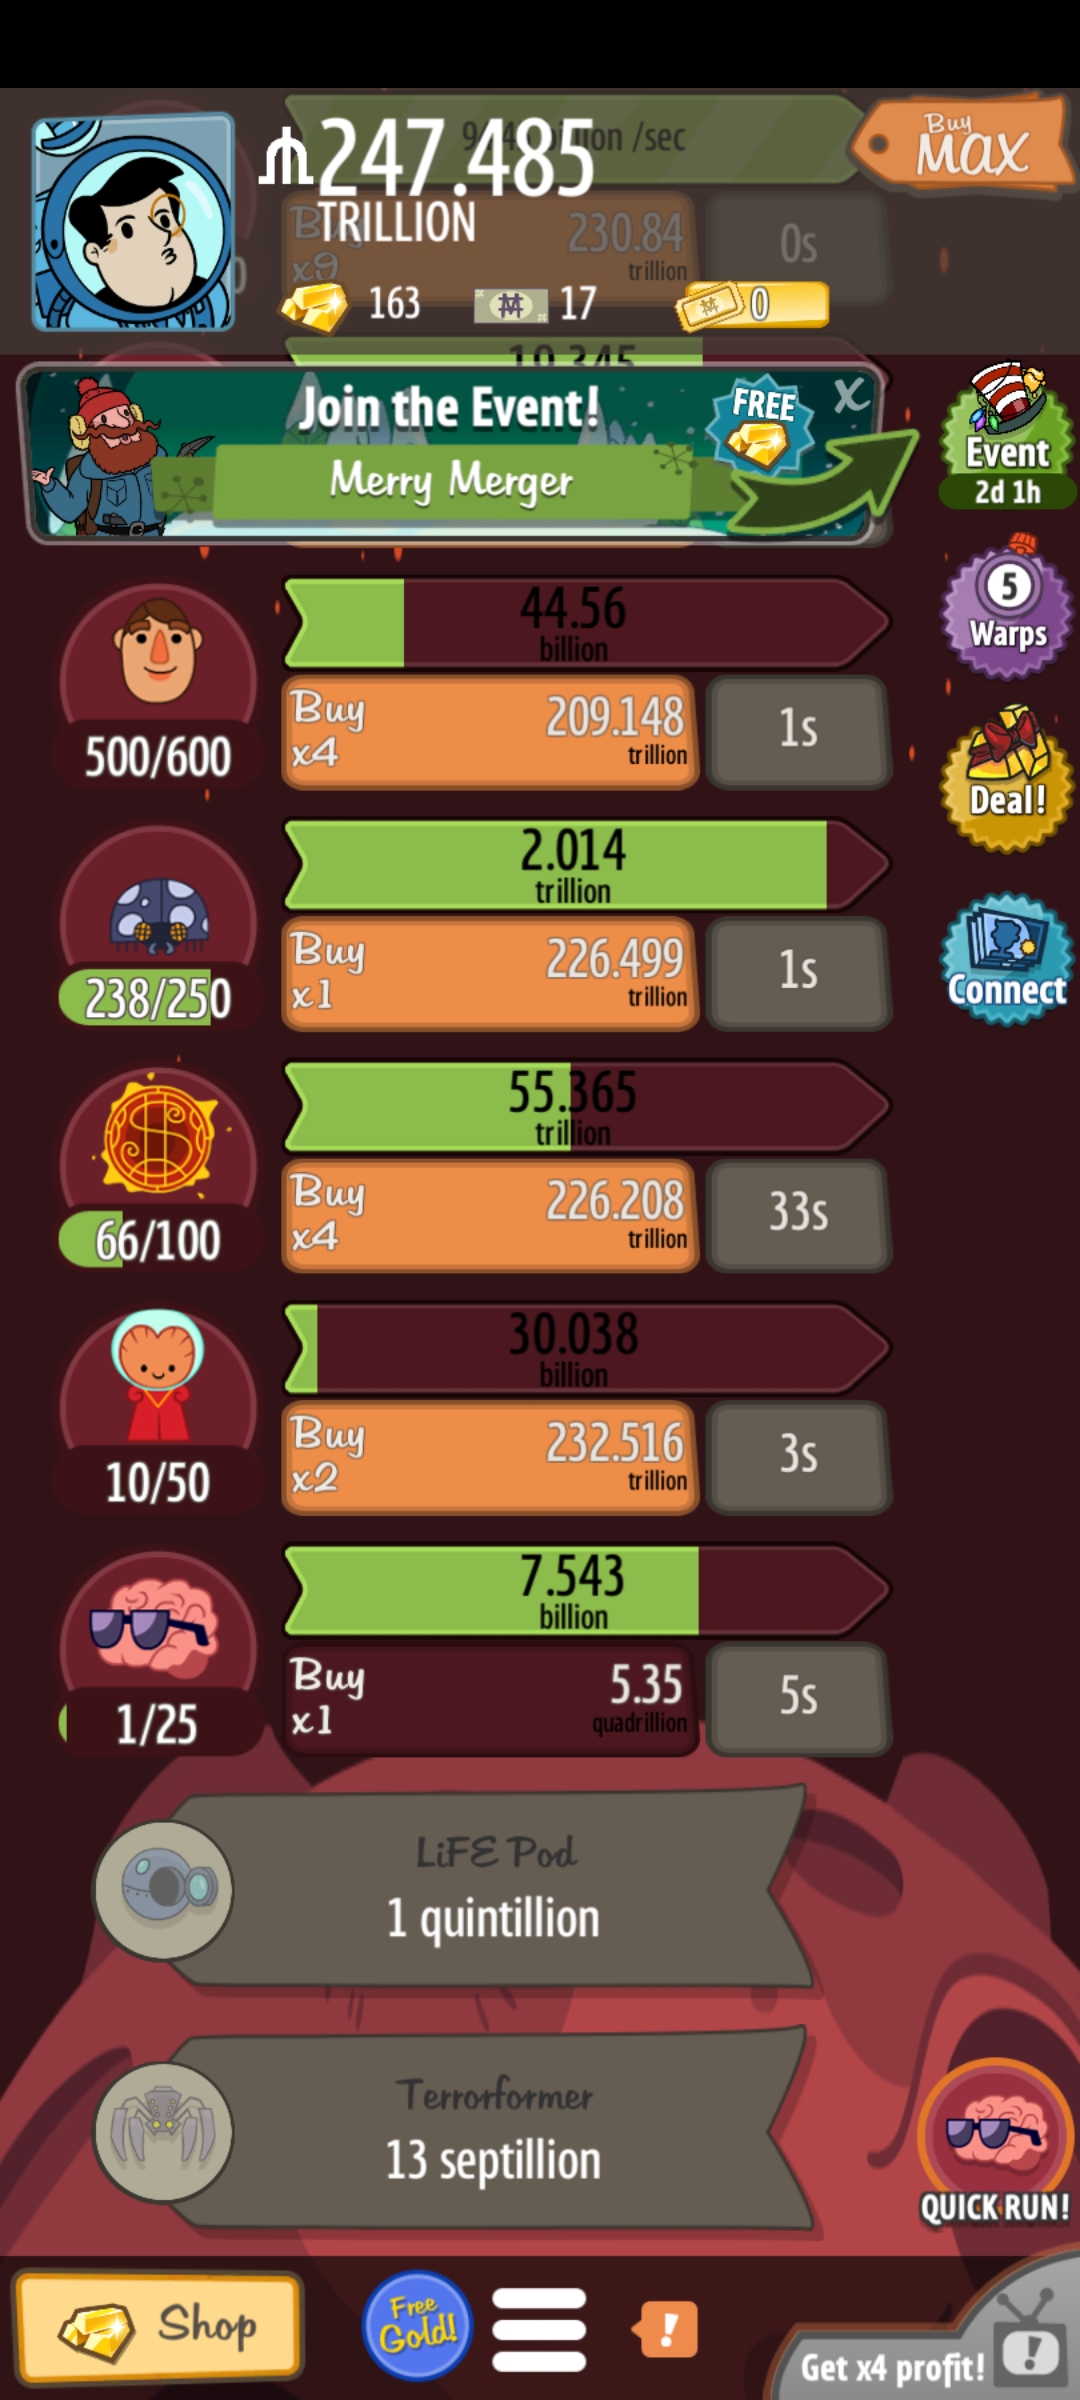 247.485
TRILLION
/sec
Buy
MAX
Buy
x9
230.84
trillion
0s
163
17
0
Join the Event!
Merry Merger
FREE
X
Event
2d 1h
44.56
billion
Buy
x4
209.148
trillion
1s
500/600
5
Warps
2.014
trillion
Buy
x1
226.499
trillion
1s
238/250
Deal!
Connect
55.365
trillion
Buy
x4
226.208
trillion
33s
66/100
30.038
billion
Buy
x2
232.516
trillion
3s
10/50
7.543
billion
Buy
x1
5.35
quadrillion
5s
1/25
LiFE Pod
1 quintillion
Terrorformer
13 septillion
QUICK RUN!
Shop
Free
Gold!
!
Get x4 profit!
!